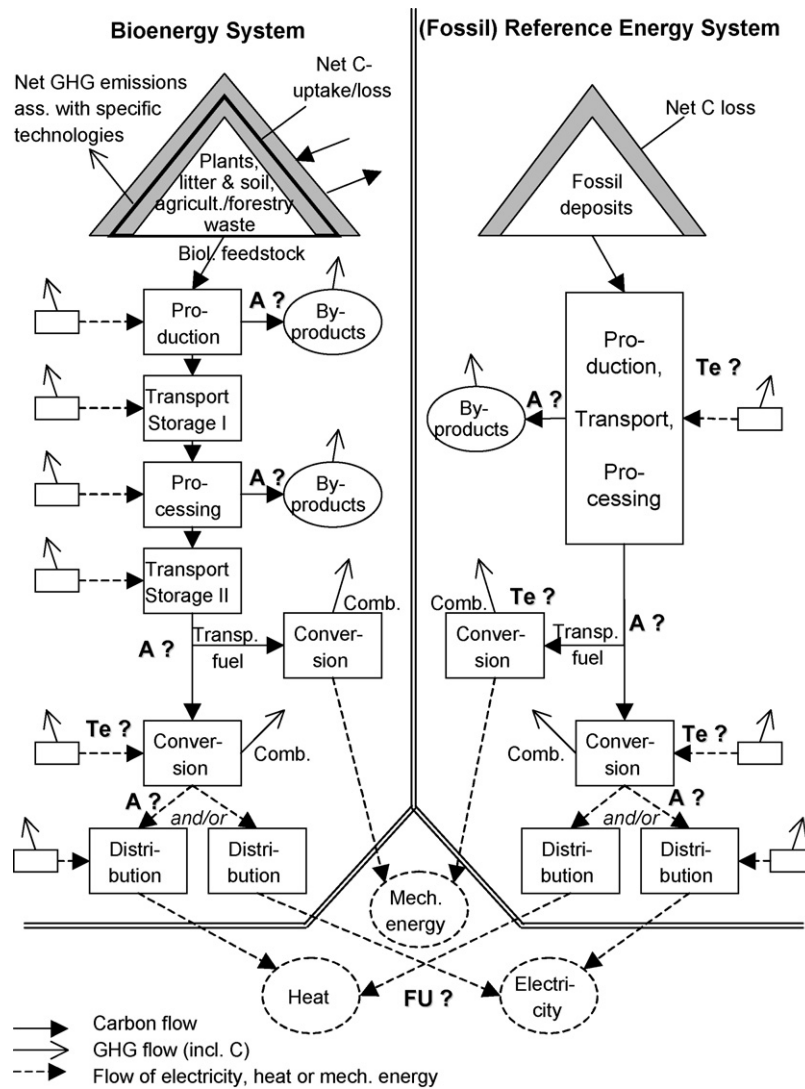 Bioenergy System
(Fossil) Reference Energy System
Net GHG emissions
ass. with specific
technologies
Net C-
uptake/loss
Plants,
litter & soil,
agricult./forestry
waste
Biol. feedstock
Net C loss
Fossil
deposits
Pro-
duction
A ?
By-
products
Transport
Storage I
Pro-
cessing
A ?
By-
products
Transport
Storage II
A ?
Transp.
fuel
Conver-
sion
Comb.
Te ?
Conver-
sion
Comb.
A ?
and/or
Distri-
bution
Distri-
bution
Pro-
duction,
Transport,
Pro-
cessing
Te ?
A ?
By-
products
Comb.
Te ?
Conver-
sion
Transp.
fuel
A ?
Comb.
Conver-
sion
Te ?
A ?
and/or
Distri-
bution
Distri-
bution
Mech.
energy
Heat
FU ?
Electri-
city
Carbon flow
GHG flow (incl. C)
Flow of electricity, heat or mech. energy